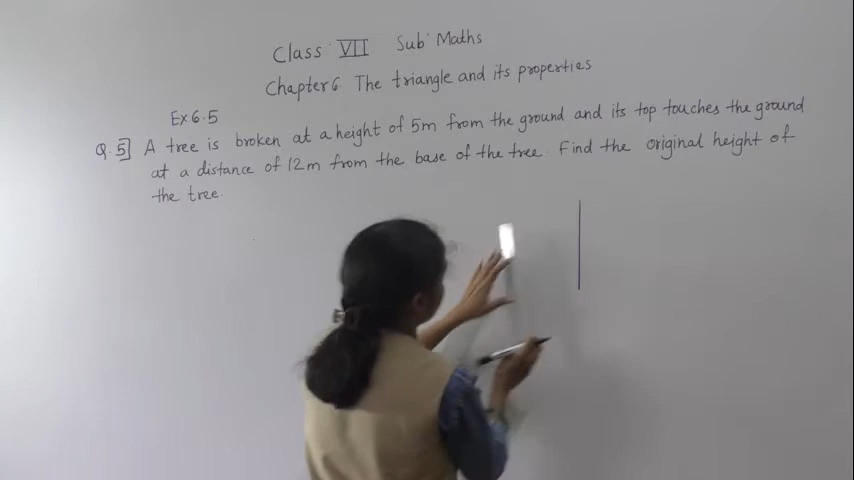 Class VII Sub: Maths
Chapter 6 The triangle and its properties
Ex 6.5
Q.5] A tree is broken at a height of 5m from the ground and its top touches the ground
at a distance of 12m from the base of the tree. Find the original height of
the tree.